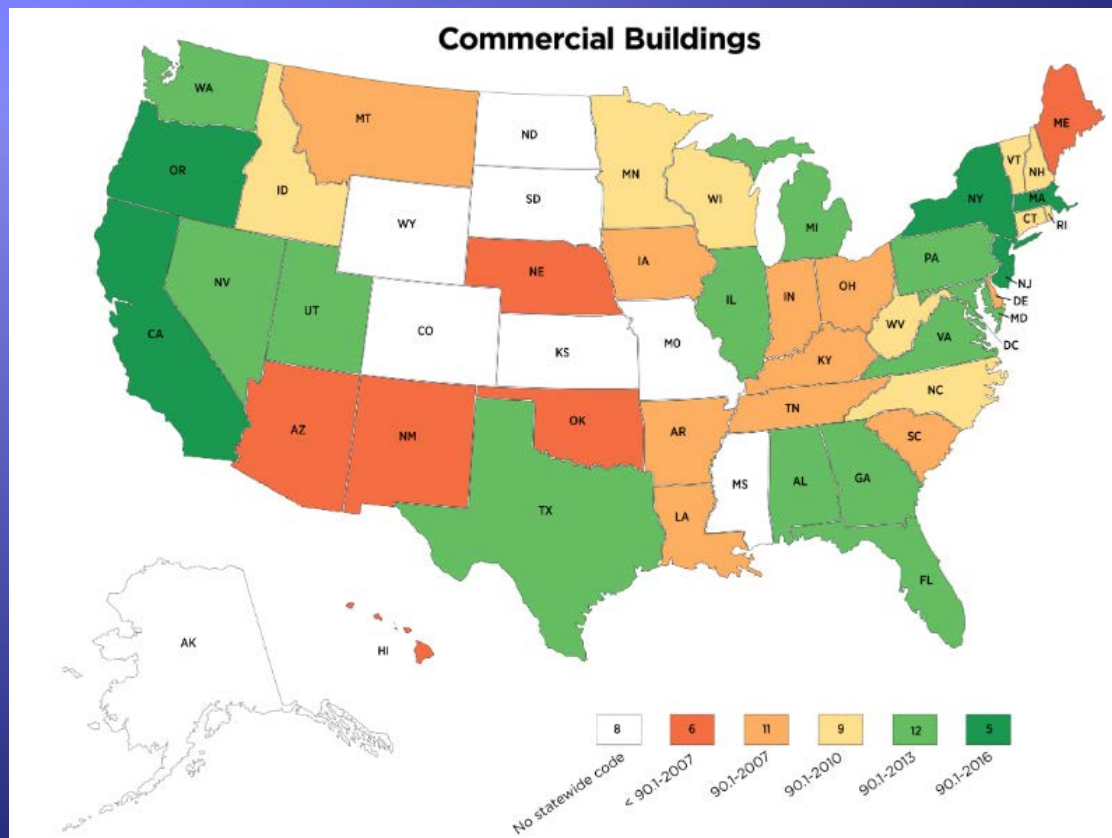 Commercial Buildings
WA
MT
ND
ME
OR
ID
MN
VT
NH
SD
WI
NY
MA
WY
MI
CT
RI
IA
PA
NE
NV
UT
IL
IN
OH
NJ
DE
MD
CO
WV
VA
DC
CA
KS
MO
KY
NC
TN
AZ
NM
OK
AR
SC
MS
AL
GA
TX
LA
FL
AK
HI
8
6
11
9
12
5
No statewide code
< 90.1-2007
90.1-2007
90.1-2010
90.1-2013
90.1-2016